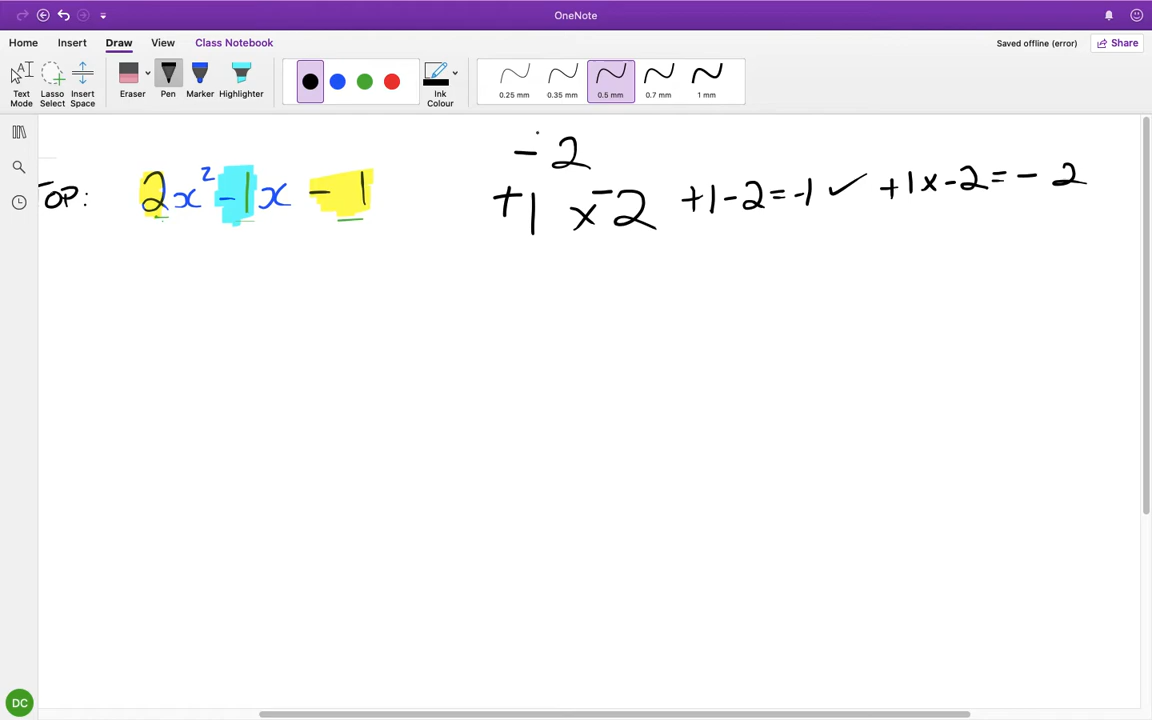 OneNote
Home Insert Draw View Class Notebook
Saved offline (error) Share
Text Mode
Lasso Select
Insert Space
Eraser
Pen
Marker
Highlighter
Ink Colour
0.25 mm 0.35 mm 0.5 mm 0.7 mm 1 mm
TOP: 2x² -1x - 1
-2
+1 x -2 +1-2=-1 ✓ +1x-2=-2
DC